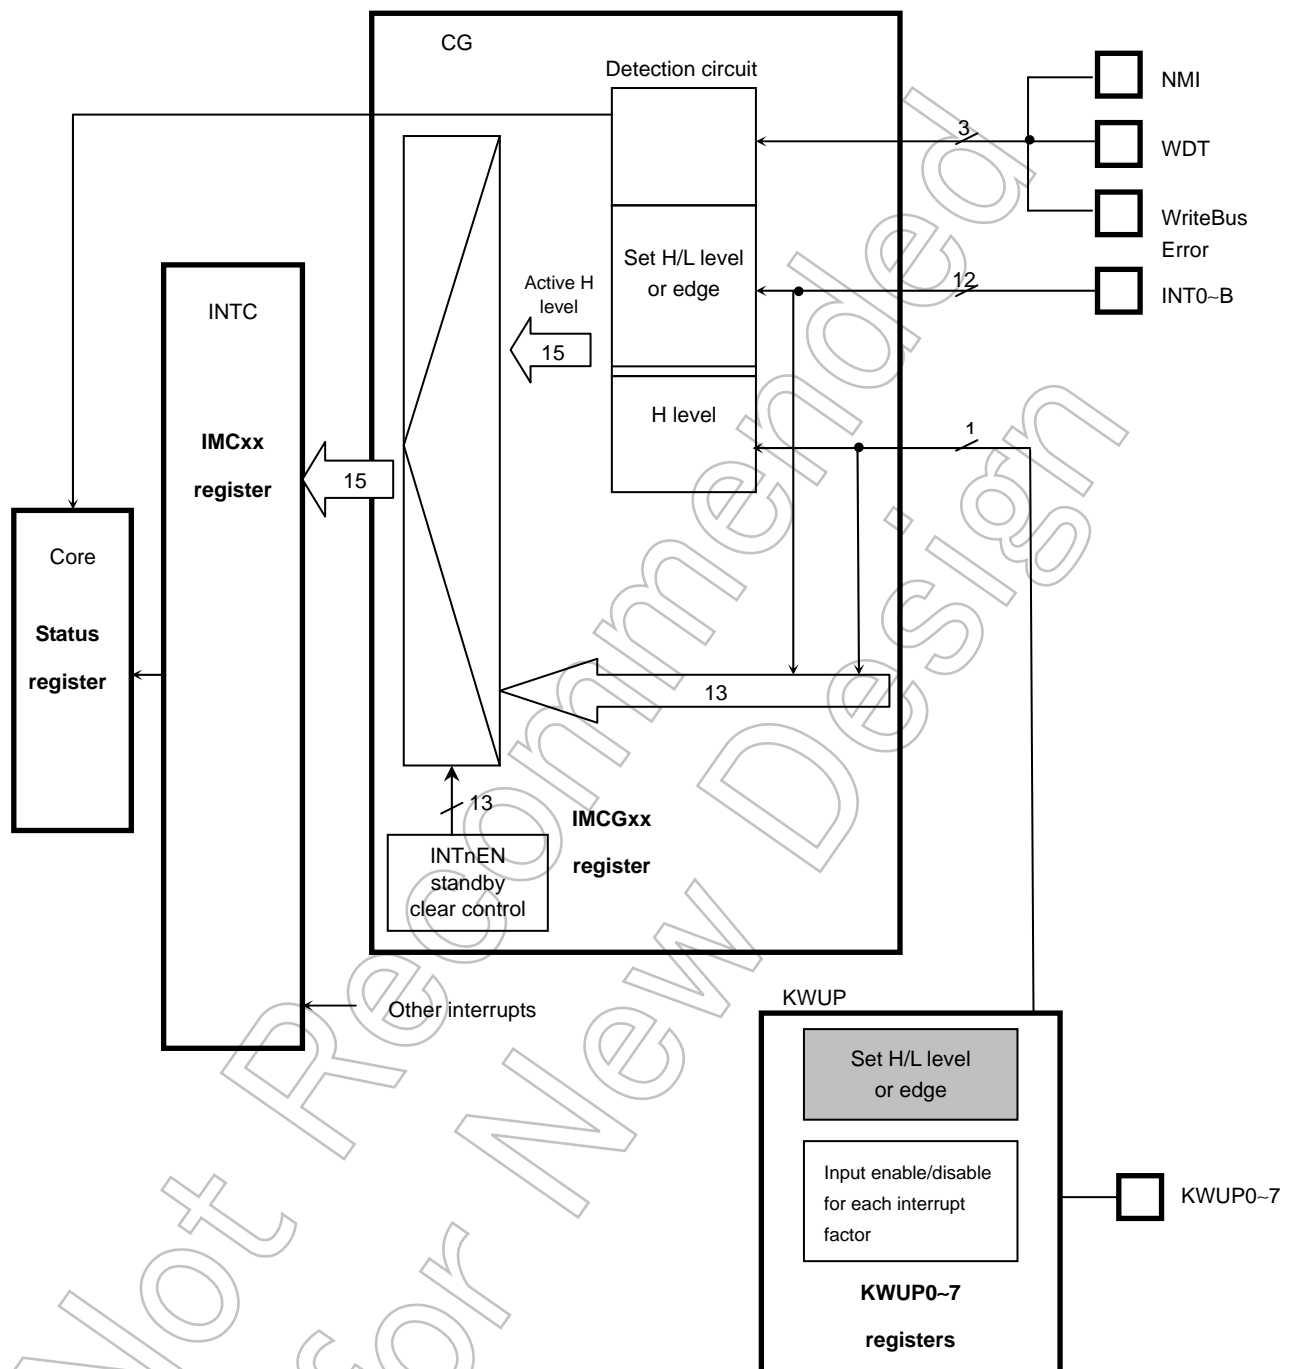 CG
Detection circuit
NMI
3
WDT
WriteBus
Error
Set H/L level
or edge
12
INT0~B
Active H
level
15
INTC
H level
1
IMCxx
register
15
Core
Status
register
13
13
IMCGxx
register
INTnEN
standby
clear control
Other interrupts
KWUP
Set H/L level
or edge
Input enable/disable
for each interrupt
factor
KWUP0~7
KWUP0~7
registers
Not Recommended
for New Design